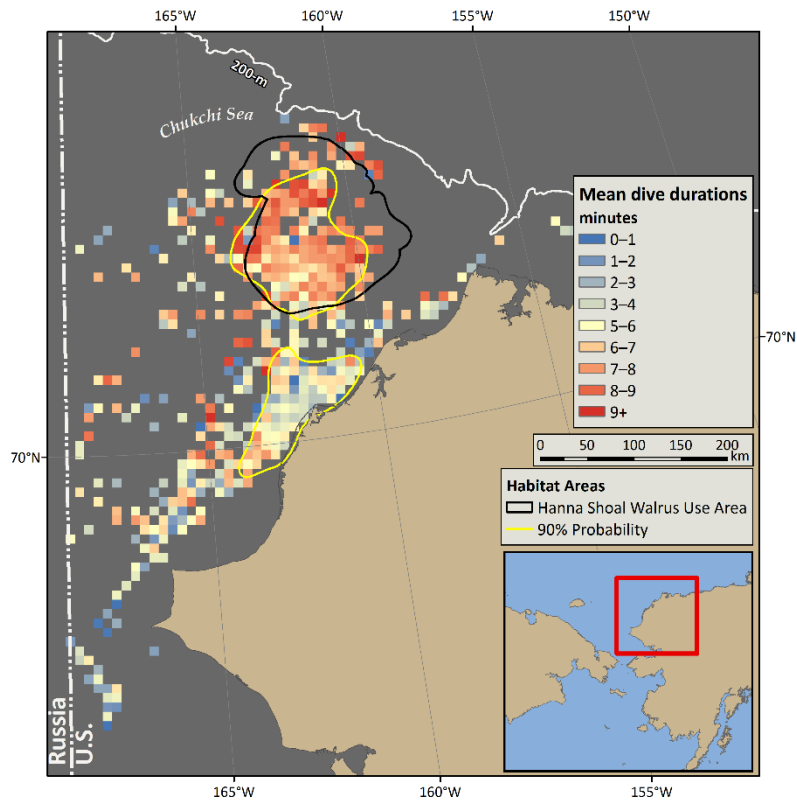 165°W 160°W 155°W 150°W
200-m
Chukchi Sea
Mean dive durations
minutes
0–1
1–2
2–3
3–4
5–6
6–7
7–8
8–9
9+
70°N
0 50 100 150 200
km
Habitat Areas
Hanna Shoal Walrus Use Area
90% Probability
70°N
Russia
U.S.
165°W 160°W 155°W